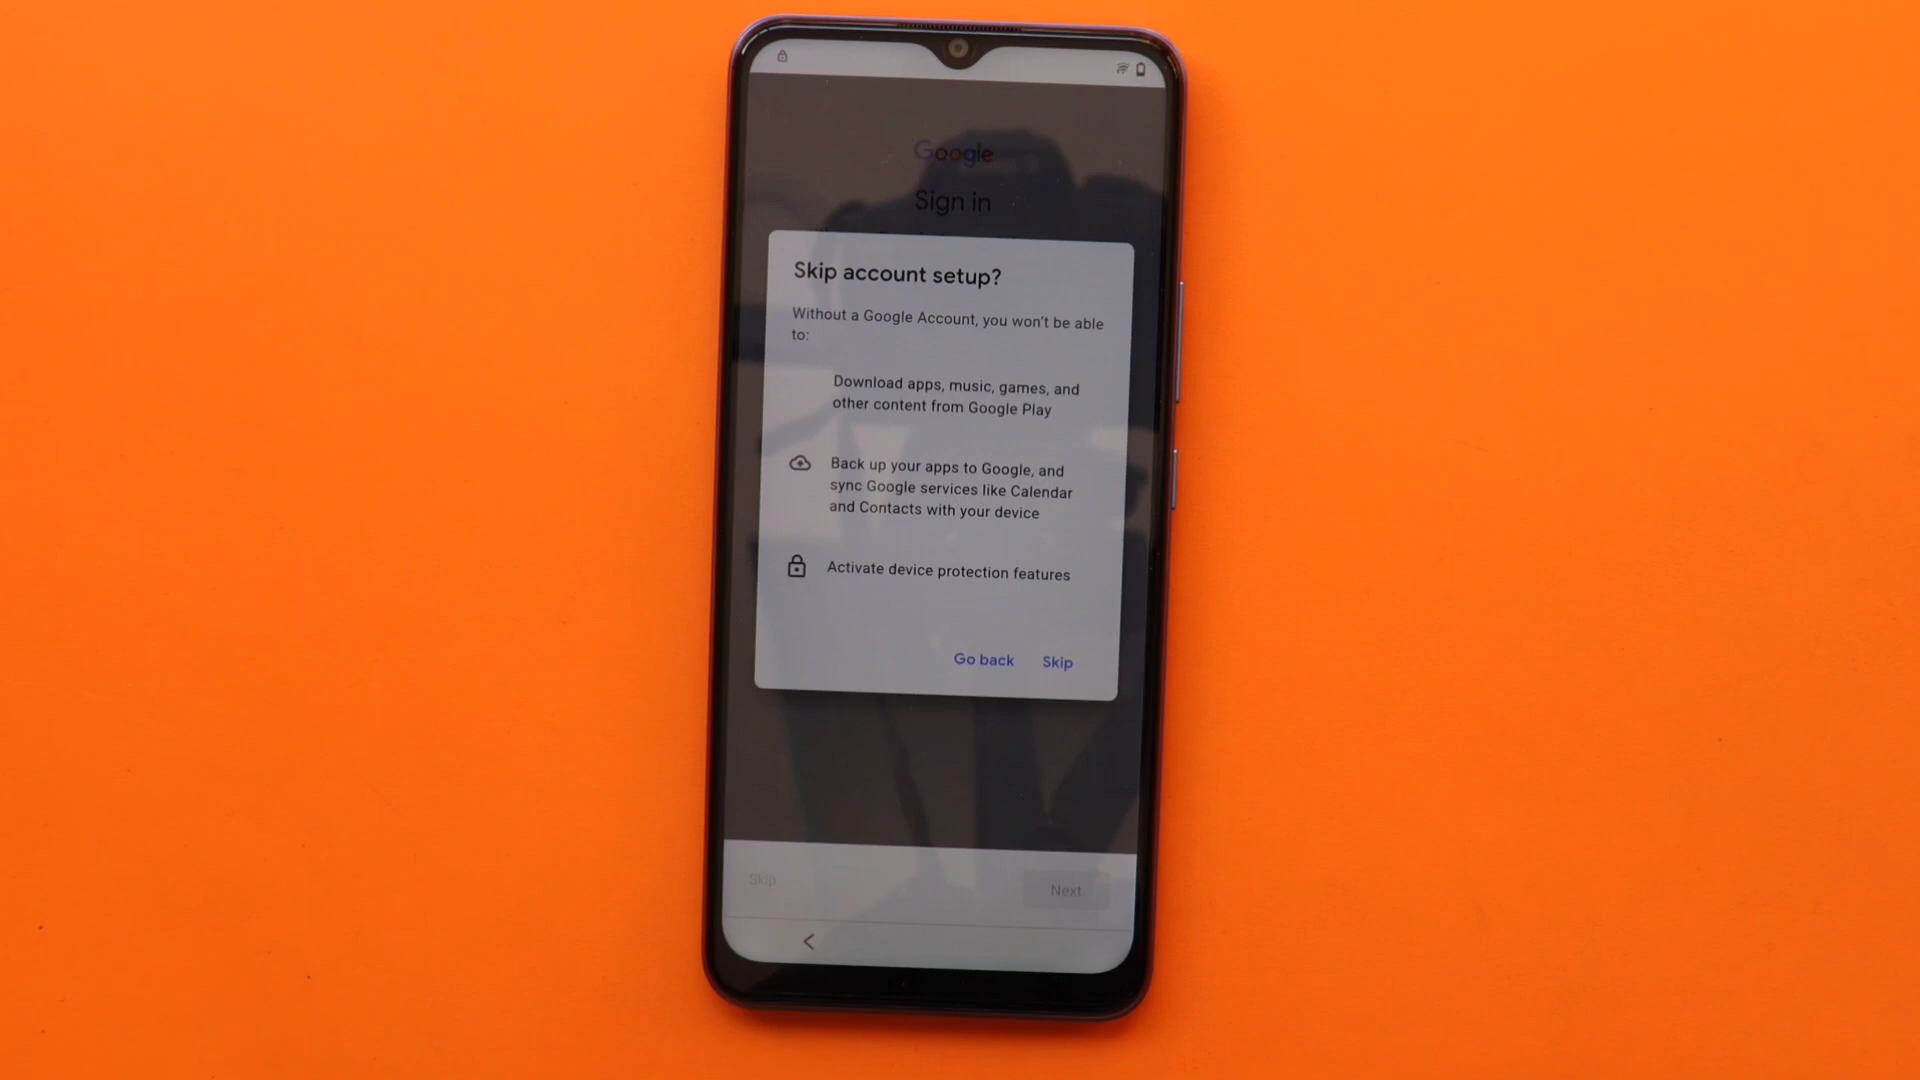 Google
Sign in
Skip account setup?
Without a Google Account, you won't be able
to:
Download apps, music, games, and
other content from Google Play
Back up your apps to Google, and
sync Google services like Calendar
and Contacts with your device
Activate device protection features
Go back Skip
Skip Next